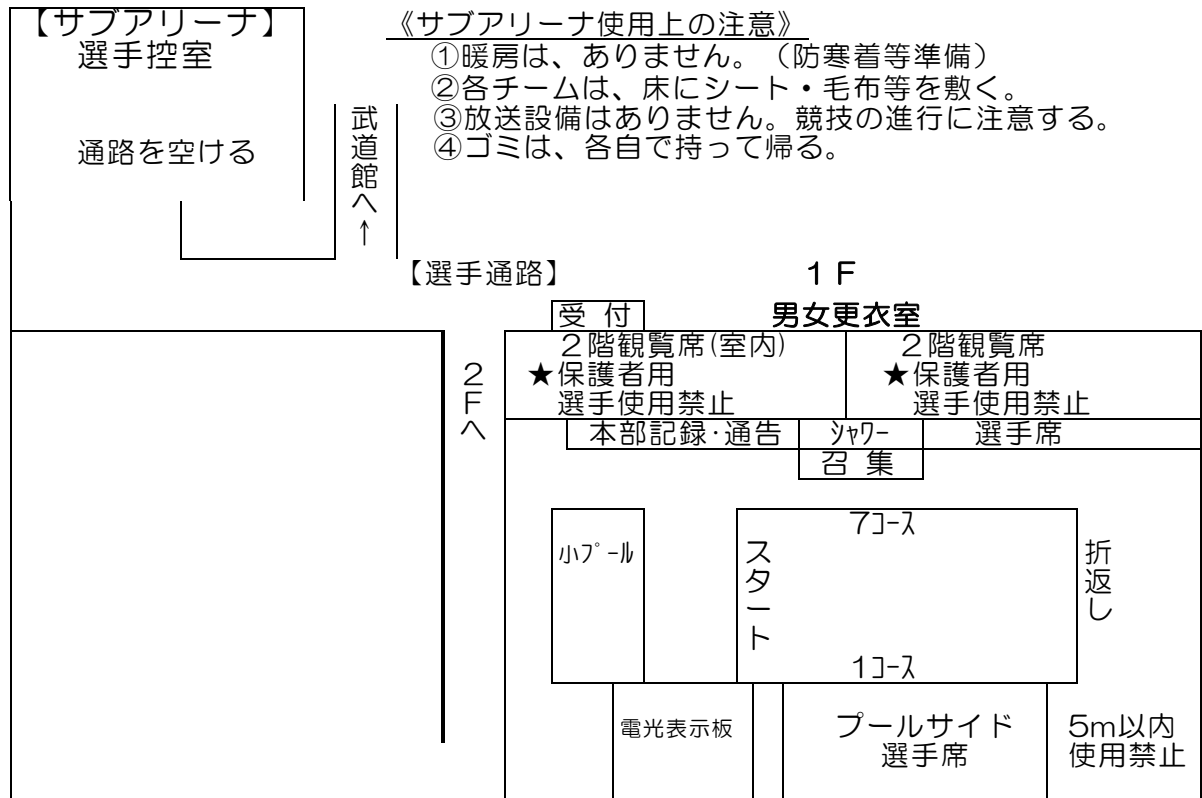 【サブアリーナ】
選手控室
通路を空ける
《サブアリーナ使用上の注意》
①暖房は、ありません。（防寒着等準備）
②各チームは、床にシート・毛布等を敷く。
③放送設備はありません。競技の進行に注意する。
④ゴミは、各自で持って帰る。
武道館へ→
【選手通路】
１Ｆ
受 付
男女更衣室
２Ｆへ
２階観覧席(室内)
★保護者用
選手使用禁止
２階観覧席
★保護者用
選手使用禁止
本部記録･通告
ｼｬﾜｰ
選手席
召 集
小ﾌﾟｰﾙ
スタート
7ｺｰｽ
1ｺｰｽ
折返し
電光表示板
プールサイド
選手席
5m以内
使用禁止